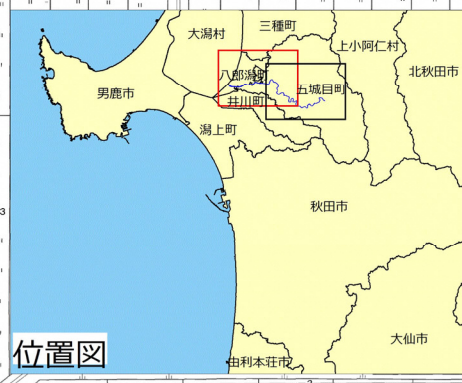 三種町
大潟村
上小阿仁村
八郎潟町
北秋田市
五城目町
男鹿市
井川町
潟上町
秋田市
3
大仙市
位置図
由利本荘市